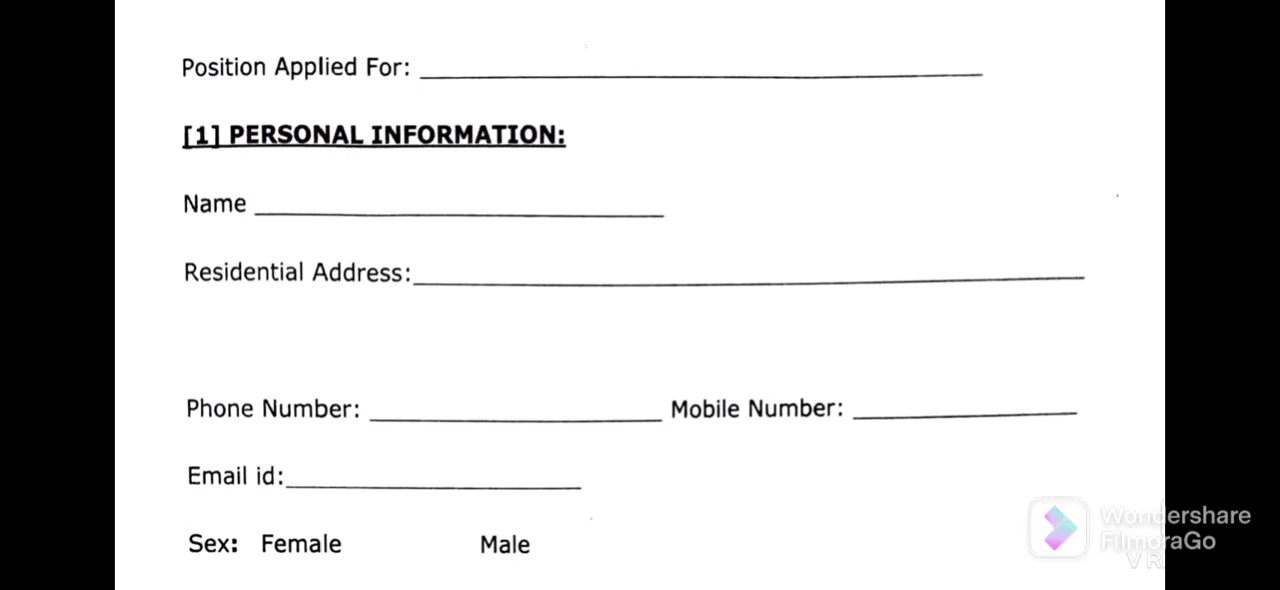 Position Applied For:
[1] PERSONAL INFORMATION:
Name
Residential Address:
Phone Number: Mobile Number:
Email id:
Sex: Female Male
Wondershare
FilmoraGo